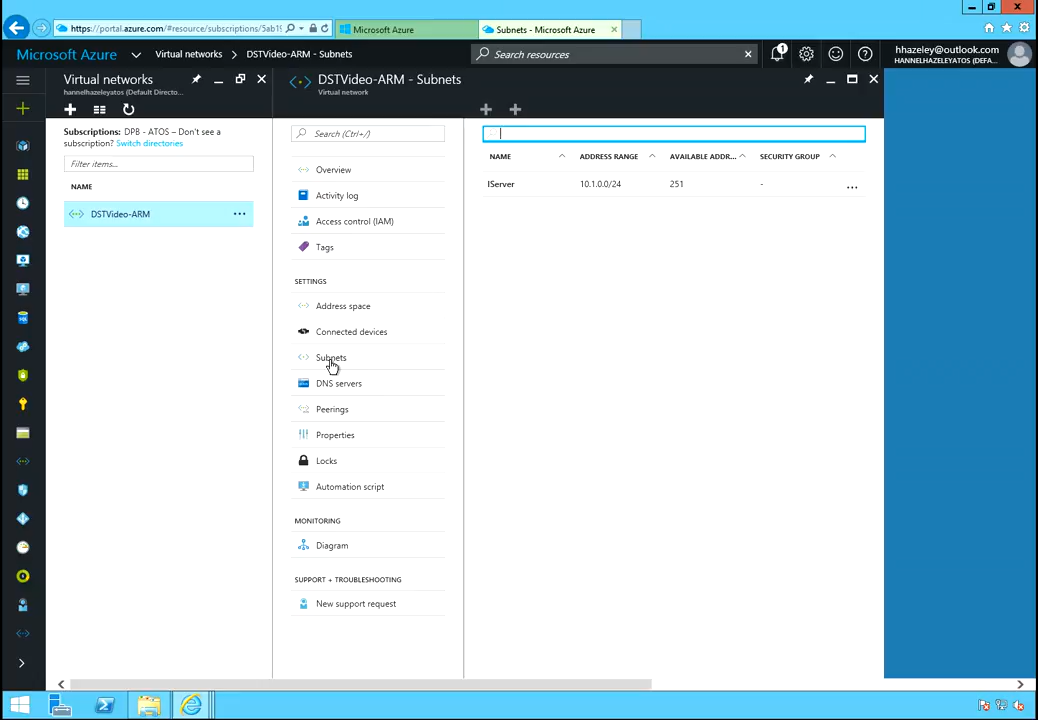 https://portal.azure.com/#resource/subscriptions/5ab19
Microsoft Azure
Subnets - Microsoft Azure
Microsoft Azure
Virtual networks
DSTVideo-ARM - Subnets
Search resources
1
hhazeley@outlook.com
HANNELHAZELEYATOS (DEFA...
Virtual networks
hannelhazeleyatos (Default Directo...
Subscriptions: DPB - ATOS – Don't see a
subscription? Switch directories
Filter items...
NAME
DSTVideo-ARM
DSTVideo-ARM - Subnets
Virtual network
Search (Ctrl+/)
Overview
Activity log
Access control (IAM)
Tags
SETTINGS
Address space
Connected devices
Subnets
DNS servers
Peerings
Properties
Locks
Automation script
MONITORING
Diagram
SUPPORT + TROUBLESHOOTING
New support request
NAME
ADDRESS RANGE
AVAILABLE ADDR...
SECURITY GROUP
IServer
10.1.0.0/24
251
-